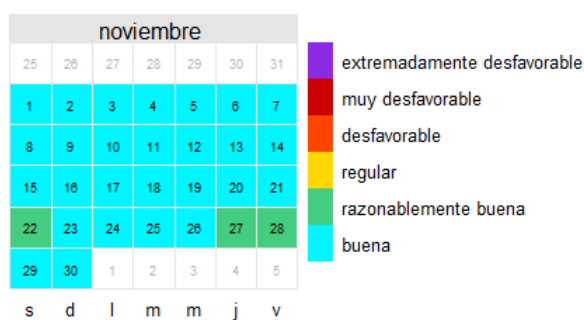 noviembre
25 26 27 28 29 30 31
1 2 3 4 5 6 7
8 9 10 11 12 13 14
15 16 17 18 19 20 21
22 23 24 25 26 27 28
29 30 1 2 3 4 5
s d l m m j v
extremadamente desfavorable
muy desfavorable
desfavorable
regular
razonablemente buena
buena